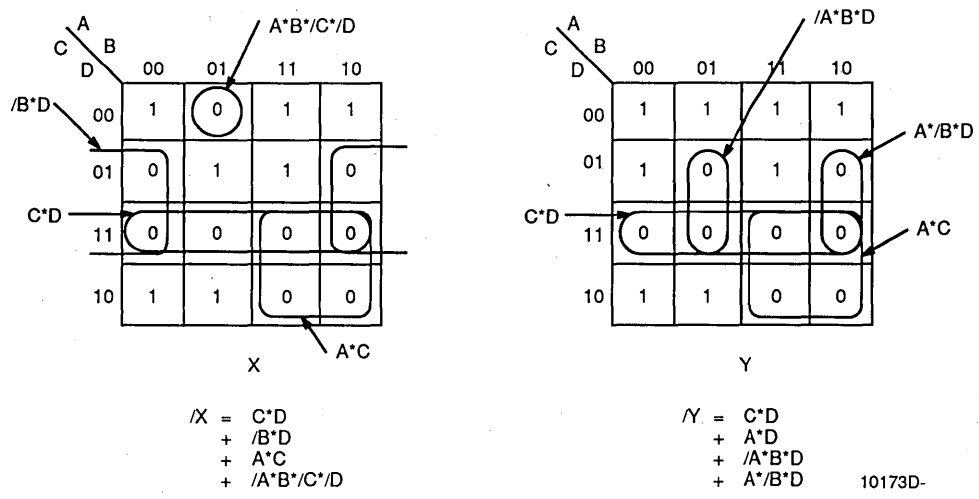 A
C B
D 00 01 11 10
A*B*/C*/D
/B*D
C*D
00 1 0 1 1
01 0 1 1 0
11 0 0 0 0
10 1 1 0 0
A*C
X
/X = C*D
+ /B*D
+ A*C
+ /A*B*/C*/D
A
C B
D 00 01 11 10
/A*B*D
A*/B*D
C*D
A*C
00 1 1 1 1
01 1 0 1 0
11 0 0 0 0
10 1 1 0 0
Y
/Y = C*D
+ A*D
+ /A*B*D
+ A*/B*D
10173D-